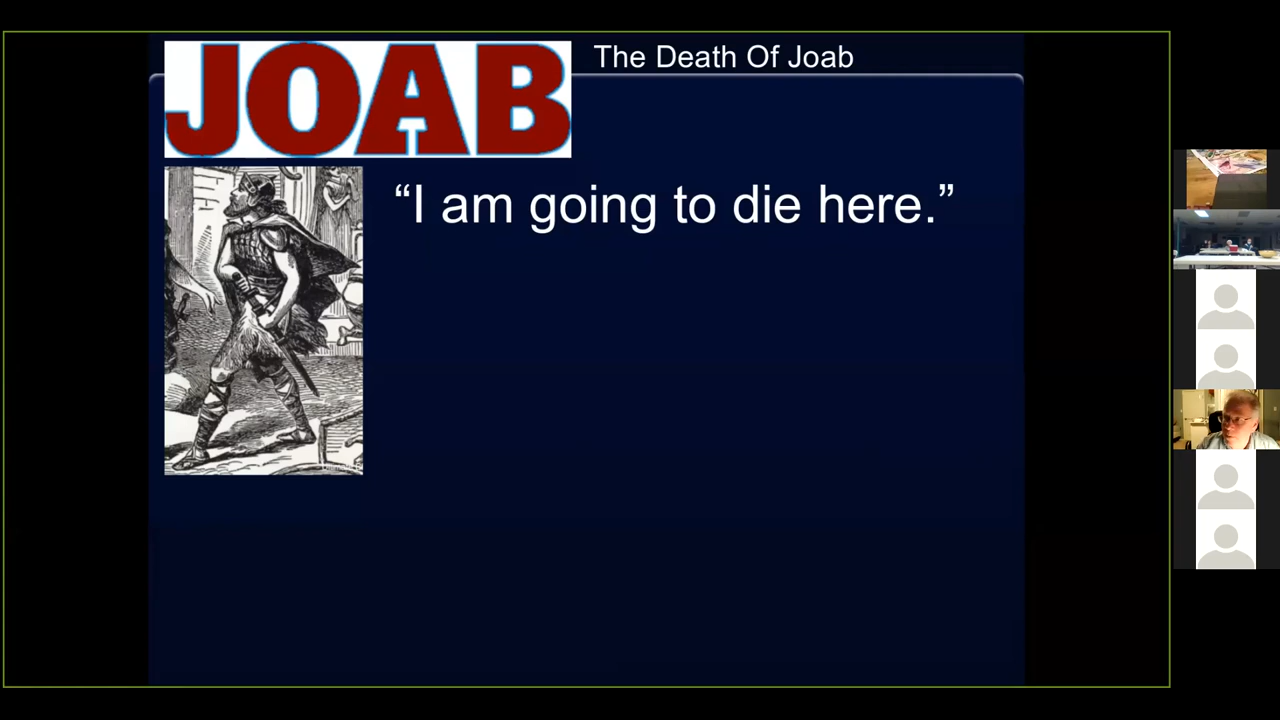 JOAB
The Death Of Joab
“I am going to die here.”